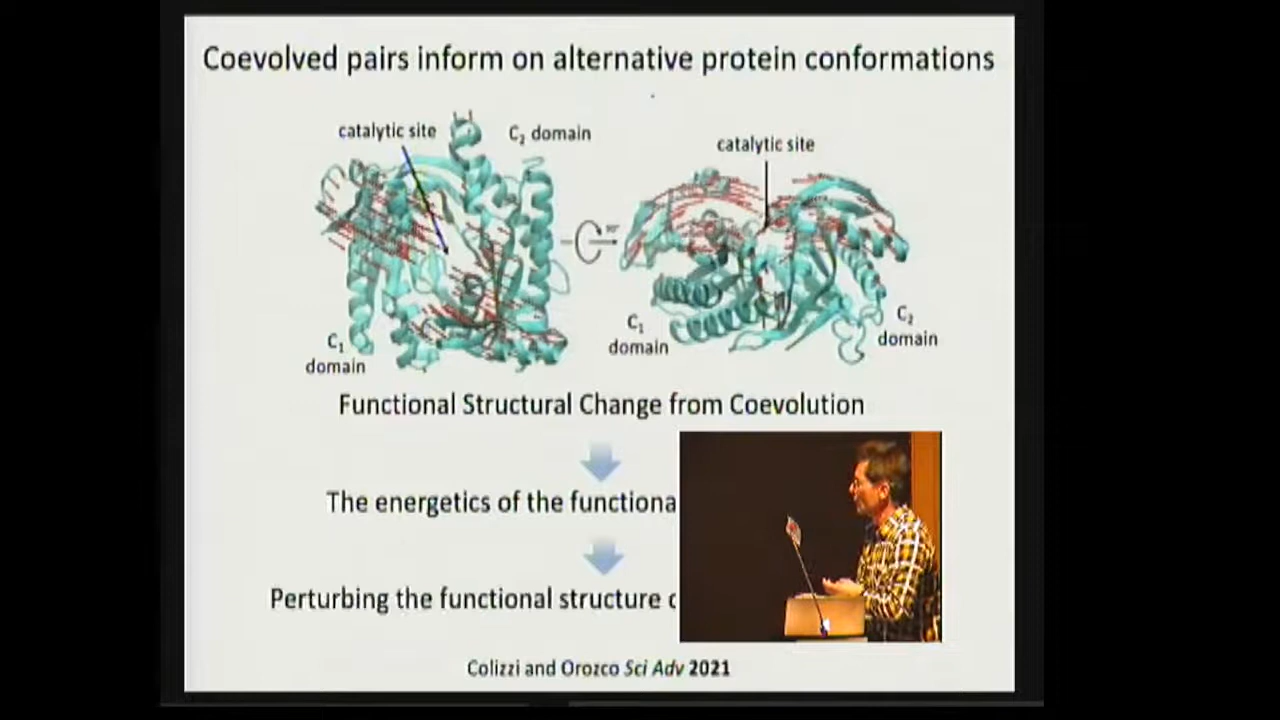 Coevolved pairs inform on alternative protein conformations
catalytic site
C2 domain
catalytic site
90°
C1
domain
C1
domain
C2
domain
Functional Structural Change from Coevolution
The energetics of the functiona
Perturbing the functional structure
Colizzi and Orozco Sci Adv 2021